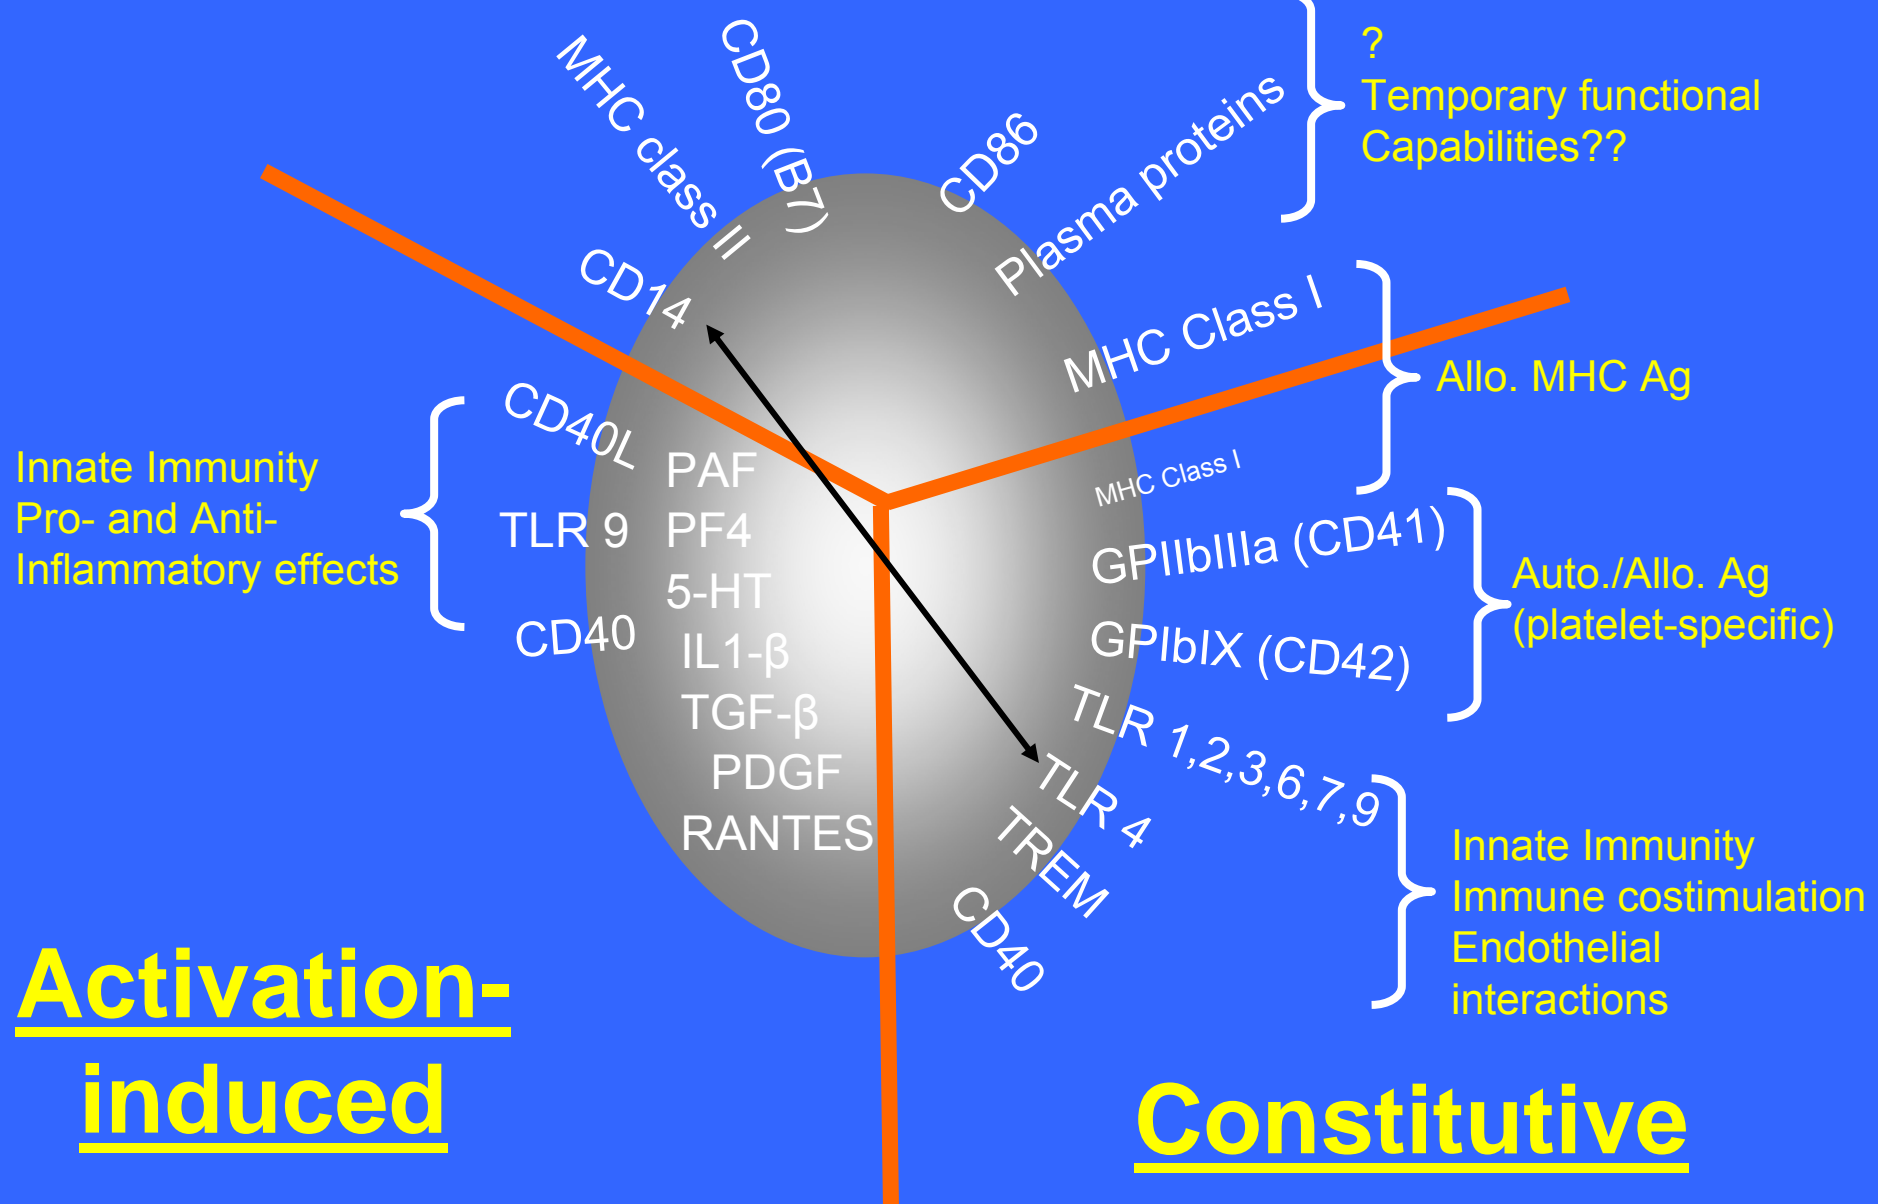 ?
Temporary functional
Capabilities??
CD80 (B7)
MHC class II
CD86
Plasma proteins
CD14
MHC Class I
Allo. MHC Ag
CD40L
Innate Immunity
Pro- and Anti-
Inflammatory effects
TLR 9
CD40
PAF
PF4
5-HT
IL1-β
TGF-β
PDGF
RANTES
MHC Class I
GPIIbIIIa (CD41)
GPIbIX (CD42)
Auto./Allo. Ag
(platelet-specific)
TLR 1,2,3,6,7,9
TLR 4
TREM
CD40
Innate Immunity
Immune costimulation
Endothelial
interactions
Activation-
induced
Constitutive